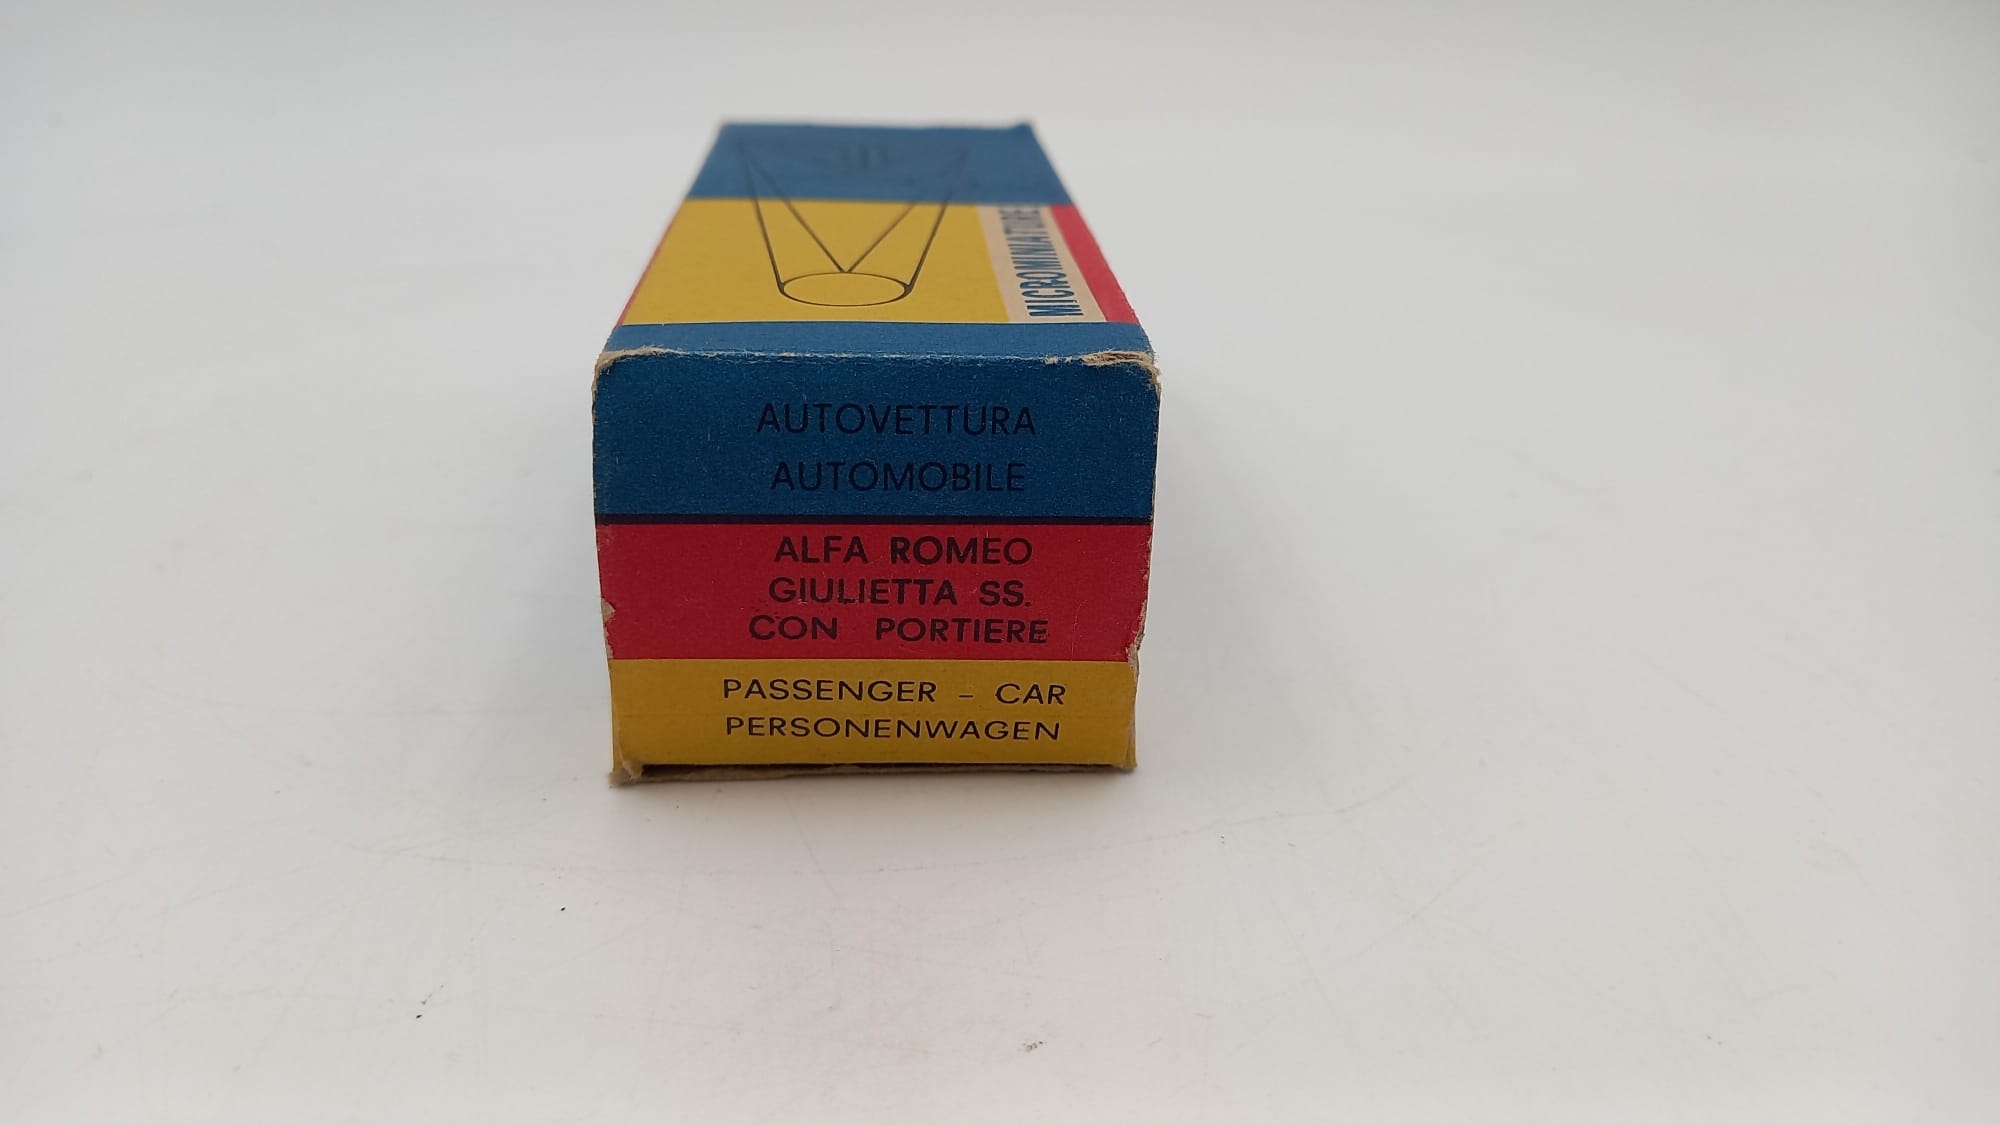 MICROMINIATURE
AUTOVETTURA
AUTOMOBILE
ALFA ROMEO
GIULIETTA SS.
CON PORTIERE
PASSENGER - CAR
PERSONENWAGEN